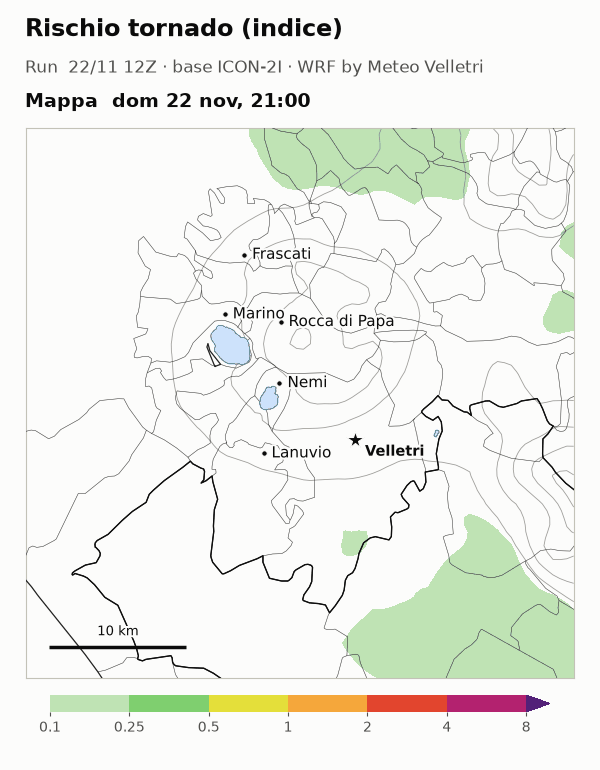 Rischio tornado (indice)
Run  22/11 12Z · base ICON-2I · WRF by Meteo Velletri
Mappa  dom 22 nov, 21:00
Frascati
Marino
Rocca di Papa
Nemi
Velletri
Lanuvio
10 km
0.1 0.25 0.5 1 2 4 8